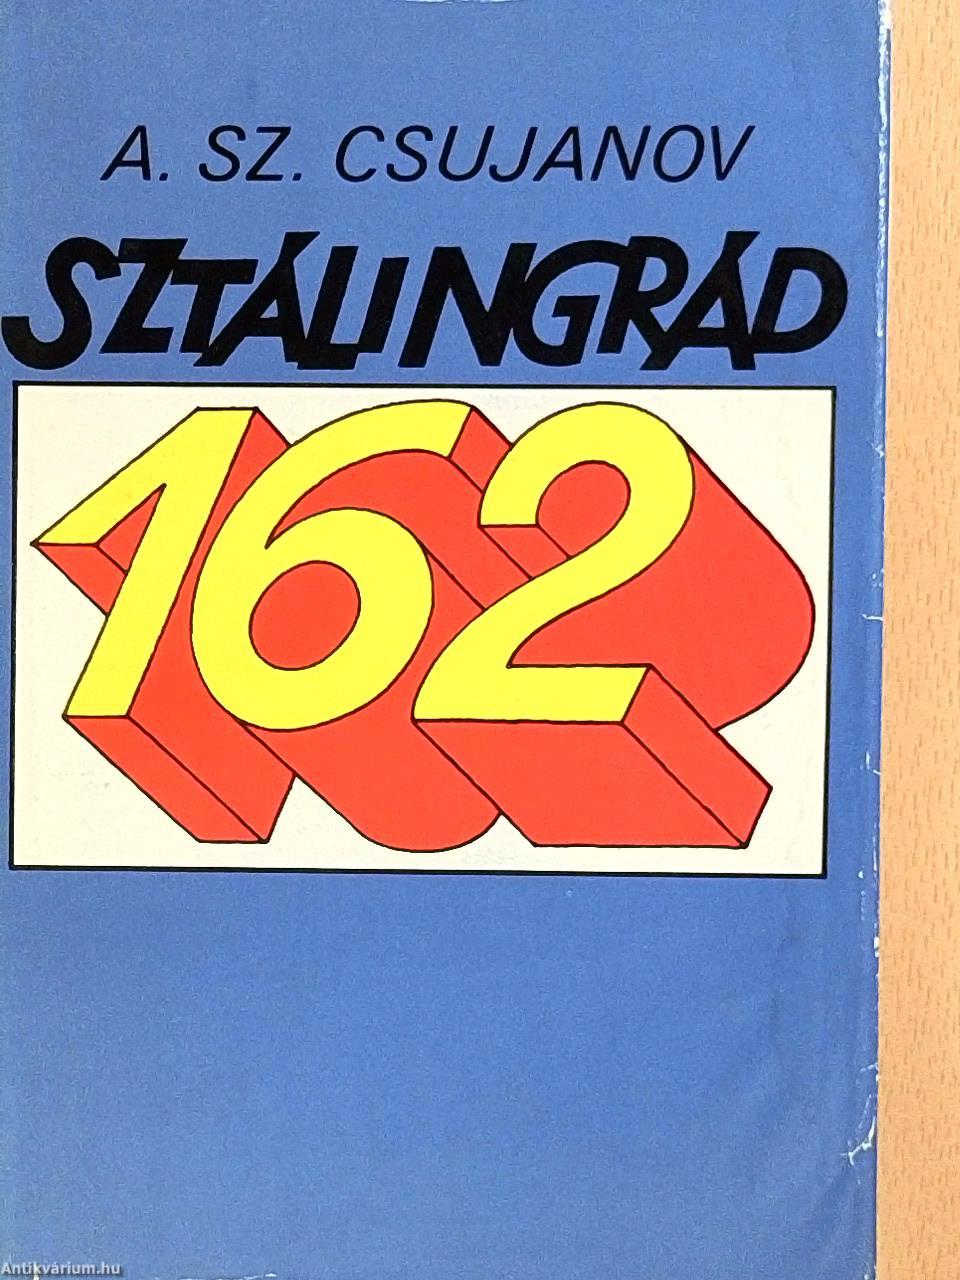 A. SZ. CSUJANOV
SZTÁLINGRÁD
162
Antikvárium.hu